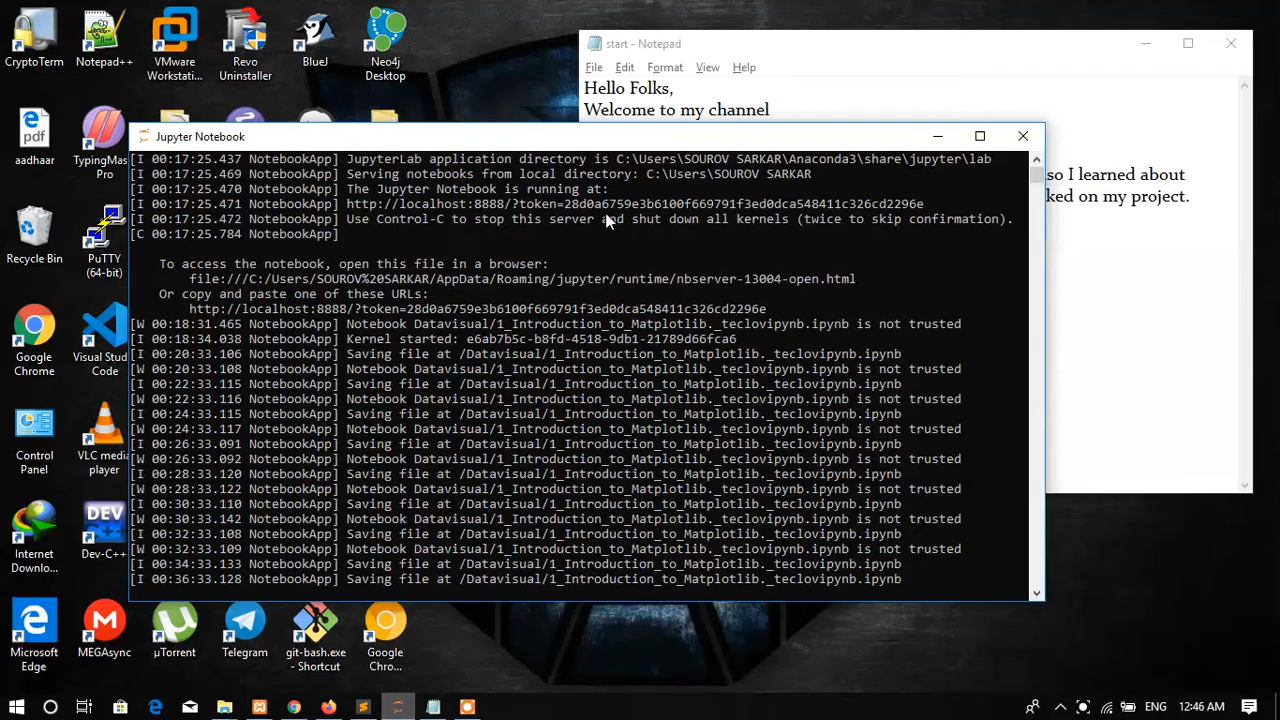 CryptoTerm
Notepad++
VMware Workstati...
Revo Uninstaller
BlueJ
Neo4j Desktop
aadhaar
TypingMas... Pro
Recycle Bin
PuTTY (64-bit)
Google Chrome
Visual Stud... Code
Control Panel
VLC media player
Internet Downlo...
Dev-C++
Microsoft Edge
MEGAsync
µTorrent
Telegram
git-bash.exe - Shortcut
Google Chro...
start - Notepad
File Edit Format View Help
Hello Folks,
Welcome to my channel
so I learned about
ked on my project.
Jupyter Notebook
[I 00:17:25.437 NotebookApp] JupyterLab application directory is C:\Users\SOUROV SARKAR\Anaconda3\share\jupyter\lab
[I 00:17:25.469 NotebookApp] Serving notebooks from local directory: C:\Users\SOUROV SARKAR
[I 00:17:25.470 NotebookApp] The Jupyter Notebook is running at:
[I 00:17:25.471 NotebookApp] http://localhost:8888/?token=28d0a6759e3b6100f669791f3ed0dca548411c326cd2296e
[I 00:17:25.472 NotebookApp] Use Control-C to stop this server and shut down all kernels (twice to skip confirmation).
[C 00:17:25.784 NotebookApp]
To access the notebook, open this file in a browser:
file:///C:/Users/SOUROV%20SARKAR/AppData/Roaming/jupyter/runtime/nbserver-13004-open.html
Or copy and paste one of these URLs:
http://localhost:8888/?token=28d0a6759e3b6100f669791f3ed0dca548411c326cd2296e
[W 00:18:31.465 NotebookApp] Notebook Datavisual/1_Introduction_to_Matplotlib._teclovipynb.ipynb is not trusted
[I 00:18:34.038 NotebookApp] Kernel started: e6ab7b5c-b8fd-4518-9db1-21789d66fca6
[I 00:20:33.106 NotebookApp] Saving file at /Datavisual/1_Introduction_to_Matplotlib._teclovipynb.ipynb
[W 00:20:33.108 NotebookApp] Notebook Datavisual/1_Introduction_to_Matplotlib._teclovipynb.ipynb is not trusted
[I 00:22:33.115 NotebookApp] Saving file at /Datavisual/1_Introduction_to_Matplotlib._teclovipynb.ipynb
[W 00:22:33.116 NotebookApp] Notebook Datavisual/1_Introduction_to_Matplotlib._teclovipynb.ipynb is not trusted
[I 00:24:33.115 NotebookApp] Saving file at /Datavisual/1_Introduction_to_Matplotlib._teclovipynb.ipynb
[W 00:24:33.117 NotebookApp] Notebook Datavisual/1_Introduction_to_Matplotlib._teclovipynb.ipynb is not trusted
[I 00:26:33.091 NotebookApp] Saving file at /Datavisual/1_Introduction_to_Matplotlib._teclovipynb.ipynb
[W 00:26:33.092 NotebookApp] Notebook Datavisual/1_Introduction_to_Matplotlib._teclovipynb.ipynb is not trusted
[I 00:28:33.120 NotebookApp] Saving file at /Datavisual/1_Introduction_to_Matplotlib._teclovipynb.ipynb
[W 00:28:33.122 NotebookApp] Notebook Datavisual/1_Introduction_to_Matplotlib._teclovipynb.ipynb is not trusted
[I 00:30:33.110 NotebookApp] Saving file at /Datavisual/1_Introduction_to_Matplotlib._teclovipynb.ipynb
[W 00:30:33.142 NotebookApp] Notebook Datavisual/1_Introduction_to_Matplotlib._teclovipynb.ipynb is not trusted
[I 00:32:33.108 NotebookApp] Saving file at /Datavisual/1_Introduction_to_Matplotlib._teclovipynb.ipynb
[W 00:32:33.109 NotebookApp] Notebook Datavisual/1_Introduction_to_Matplotlib._teclovipynb.ipynb is not trusted
[I 00:34:33.133 NotebookApp] Saving file at /Datavisual/1_Introduction_to_Matplotlib._teclovipynb.ipynb
[I 00:36:33.128 NotebookApp] Saving file at /Datavisual/1_Introduction_to_Matplotlib._teclovipynb.ipynb
ENG 12:46 AM